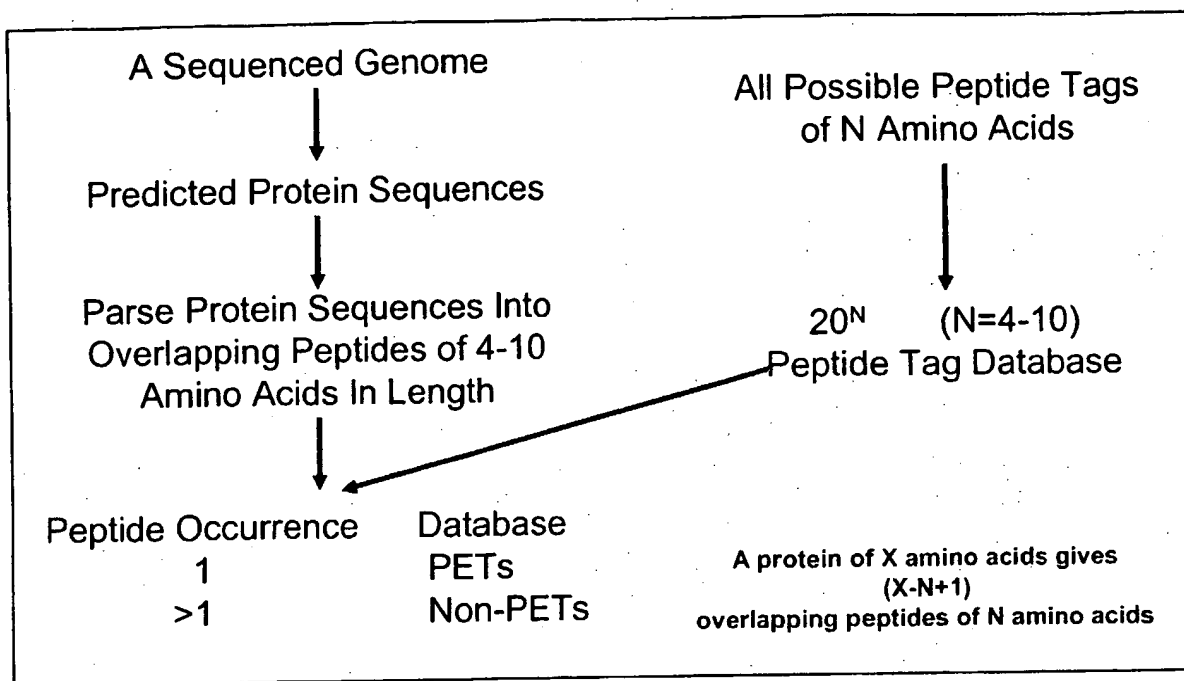 A Sequenced Genome
Predicted Protein Sequences
Parse Protein Sequences Into
Overlapping Peptides of 4-10
Amino Acids In Length
All Possible Peptide Tags
of N Amino Acids
20ᴺ (N=4-10)
Peptide Tag Database
Peptide Occurrence Database
1 PETs
>1 Non-PETs
A protein of X amino acids gives
(X-N+1)
overlapping peptides of N amino acids